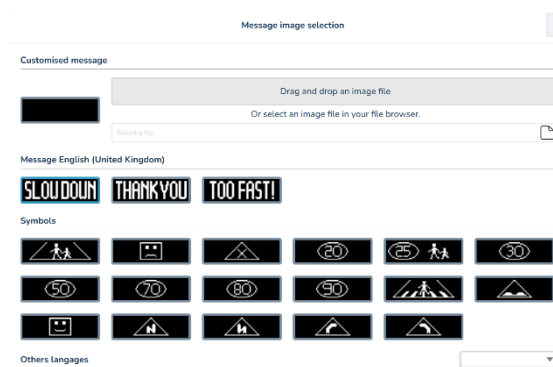 Message image selection
Customised message
Drag and drop an image file
Or select an image file in your file browser.
Select a file
Message English (United Kingdom)
SLOW DOWN THANK YOU TOO FAST!
Symbols
20 25 30
50 70 80 90
Others langages